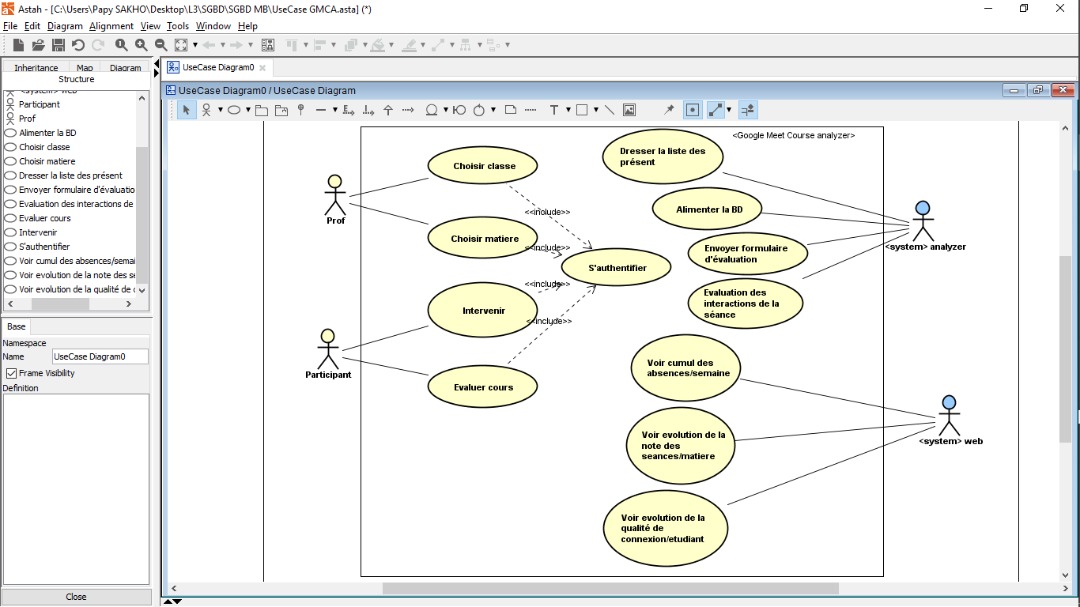 Astah - [C:\Users\Papy SAKHO\Desktop\L3\SGBD\SGBD MB\UseCase GMCA.asta] (*)
File Edit Diagram Alignment View Tools Window Help
Inheritance Map Diagram
Structure
<system> web
Participant
Prof
Alimenter la BD
Choisir classe
Choisir matiere
Dresser la liste des présent
Envoyer formulaire d'évaluatio
Evaluation des interactions de
Evaluer cours
Intervenir
S'authentifier
Voir cumul des absences/semai
Voir evolution de la note des se
Voir evolution de la qualité de c
Base
Namespace
Name UseCase Diagram0
Frame Visibility
Definition
Close
UseCase Diagram0
UseCase Diagram0 / UseCase Diagram
T
<Google Meet Course analyzer>
Choisir classe
Dresser la liste des
présent
Prof
<<include>>
Alimenter la BD
Choisir matiere
<<include>>
Envoyer formulaire
d'évaluation
<system> analyzer
S'authentifier
<<include>>
Evaluation des
interactions de la
séance
Intervenir
<<include>>
Participant
Evaluer cours
Voir cumul des
absences/semaine
Voir evolution de la
note des
seances/matiere
<system> web
Voir evolution de la
qualité de
connexion/etudiant